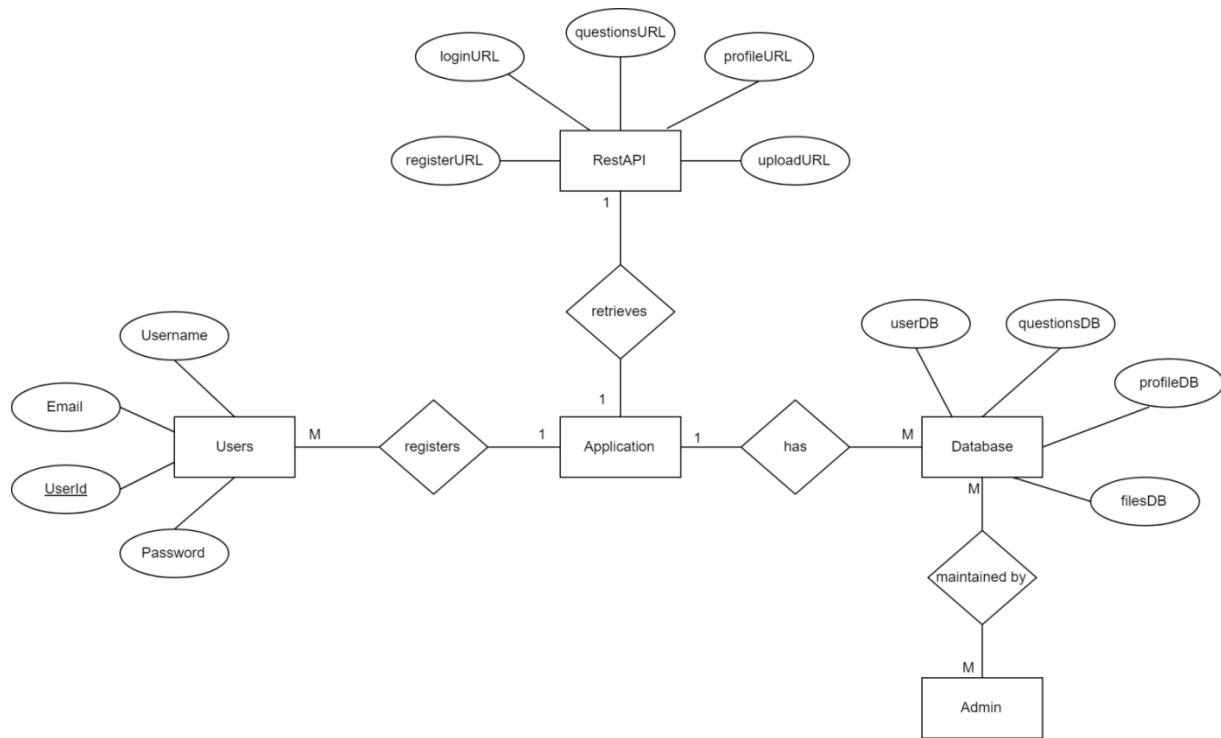 questionsURL
loginURL
profileURL
registerURL
RestAPI
uploadURL
1
retrieves
userDB
questionsDB
Username
profileDB
Email
1
Users
M
registers
1
Application
1
has
M
Database
UserId
M
filesDB
Password
maintained by
M
Admin